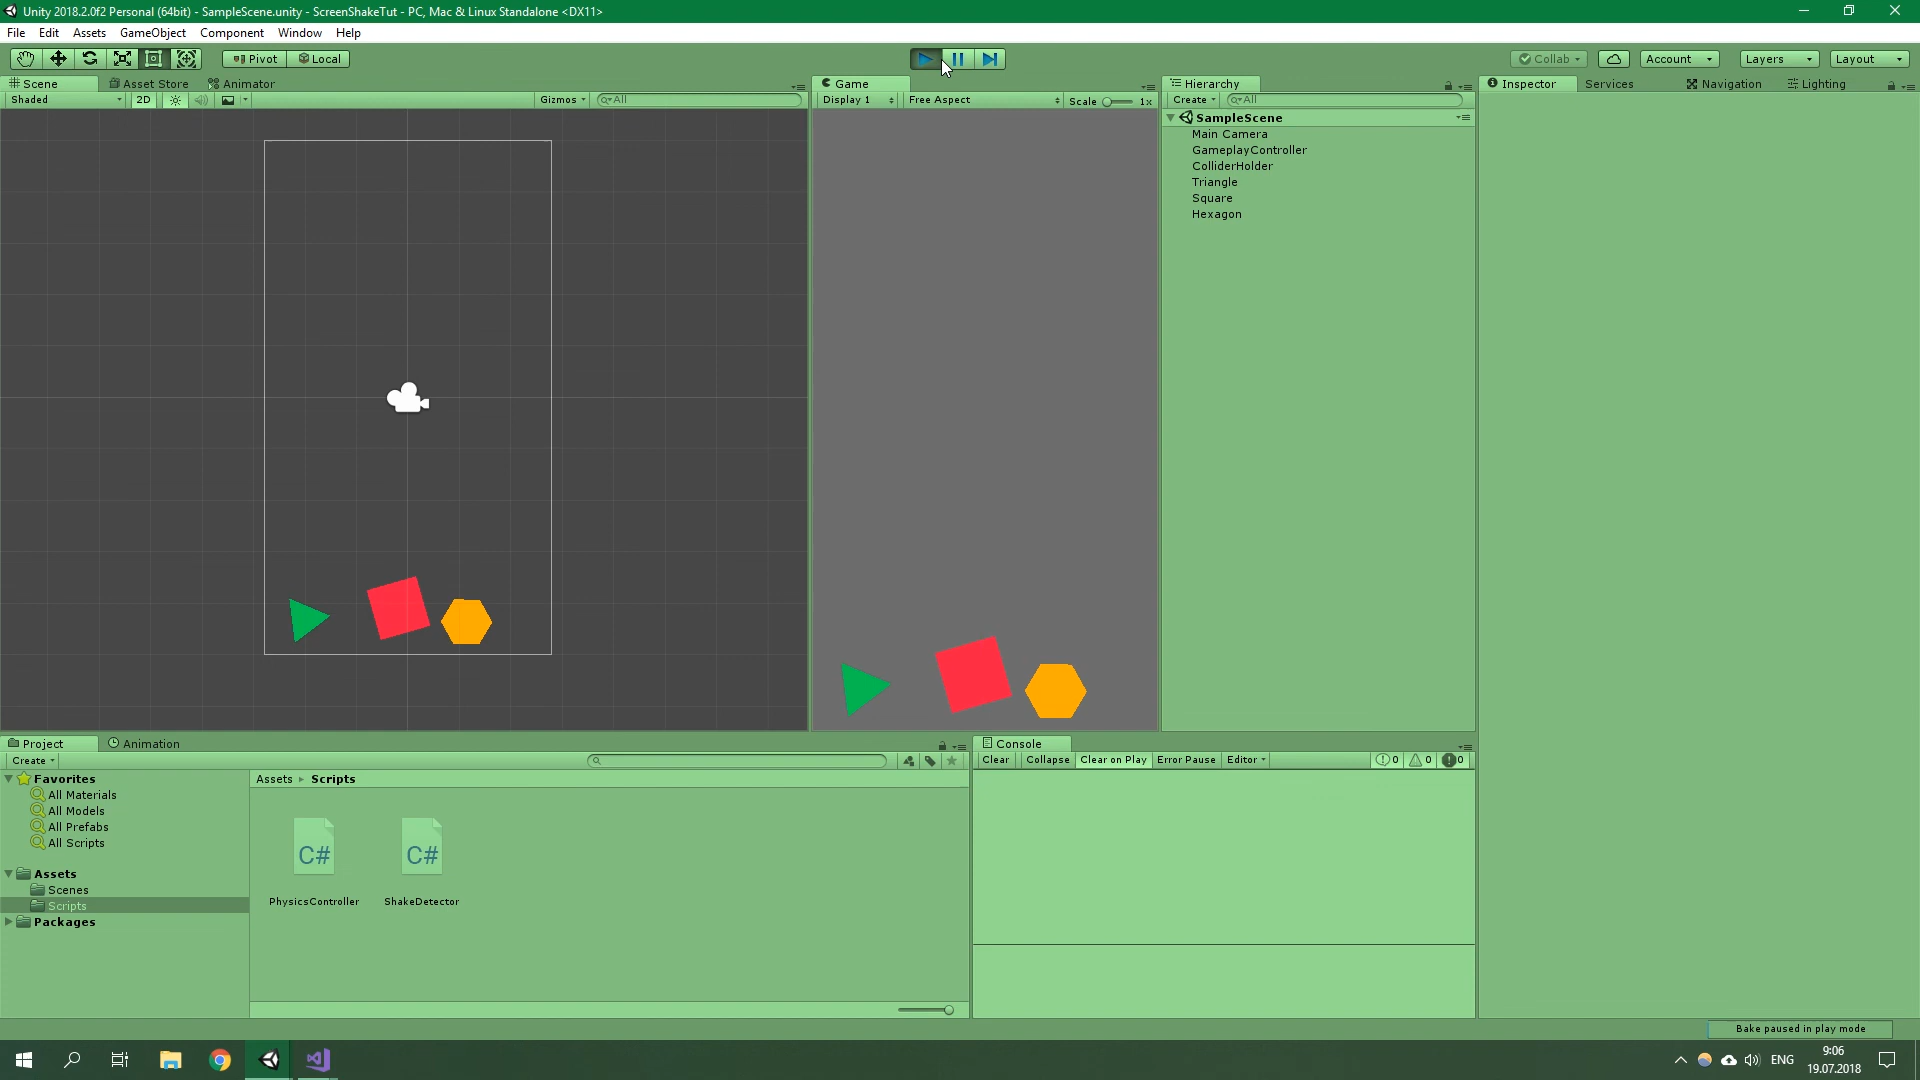 Unity 2018.2.0f2 Personal (64bit) - SampleScene.unity - ScreenShakeTut - PC, Mac & Linux Standalone <DX11>
File Edit Assets GameObject Component Window Help
Pivot Local Collab Account Layers Layout
Scene Asset Store Animator Game Hierarchy Inspector Services Navigation Lighting
Shaded 2D Gizmos All Display 1 Free Aspect Scale 1x Create All
SampleScene
Main Camera
GameplayController
ColliderHolder
Triangle
Square
Hexagon
Project Animation Console
Create Clear Collapse Clear on Play Error Pause Editor 0 0 0
Favorites Assets Scripts
All Materials
All Models
All Prefabs
All Scripts
C# C#
Assets
Scenes
Scripts
Packages
PhysicsController ShakeDetector
Bake paused in play mode
ENG 9:06
19.07.2018